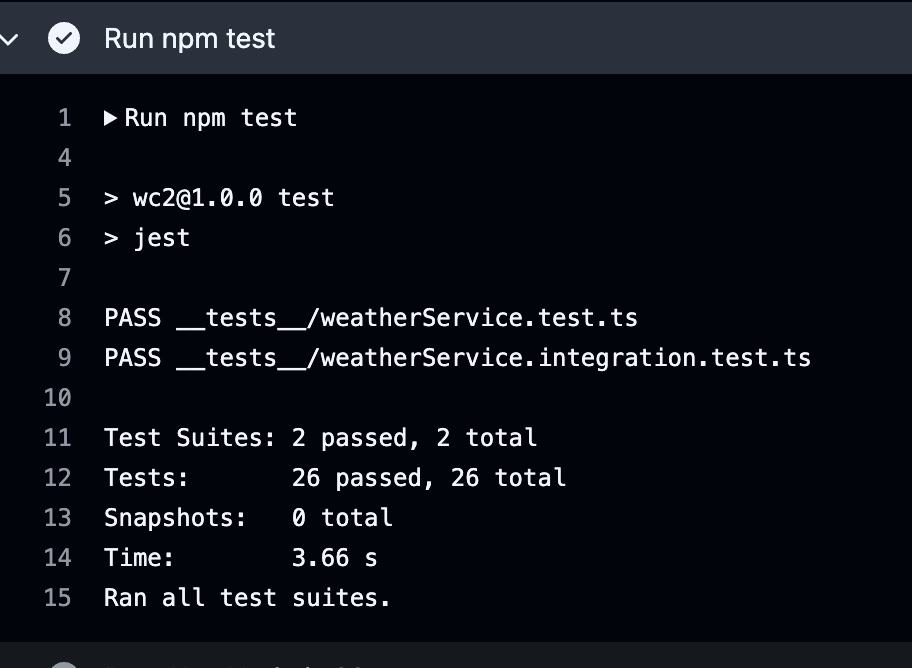 Run npm test
1 ▶ Run npm test
4
5 > wc2@1.0.0 test
6 > jest
7
8 PASS __tests__/weatherService.test.ts
9 PASS __tests__/weatherService.integration.test.ts
10
11 Test Suites: 2 passed, 2 total
12 Tests:       26 passed, 26 total
13 Snapshots:   0 total
14 Time:        3.66 s
15 Ran all test suites.